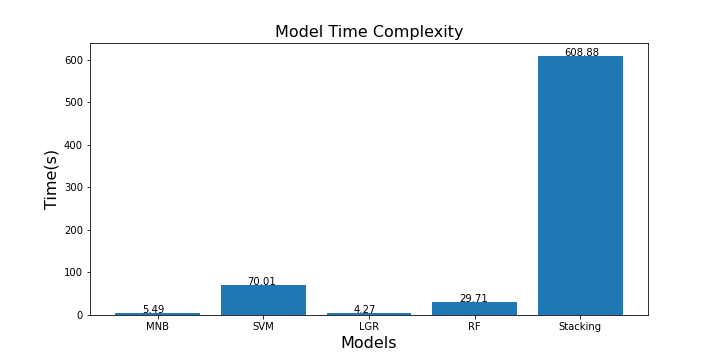 Model Time Complexity
Time(s)
600
500
400
300
200
100
0
5.49
70.01
4.27
29.71
608.88
MNB
SVM
LGR
RF
Stacking
Models